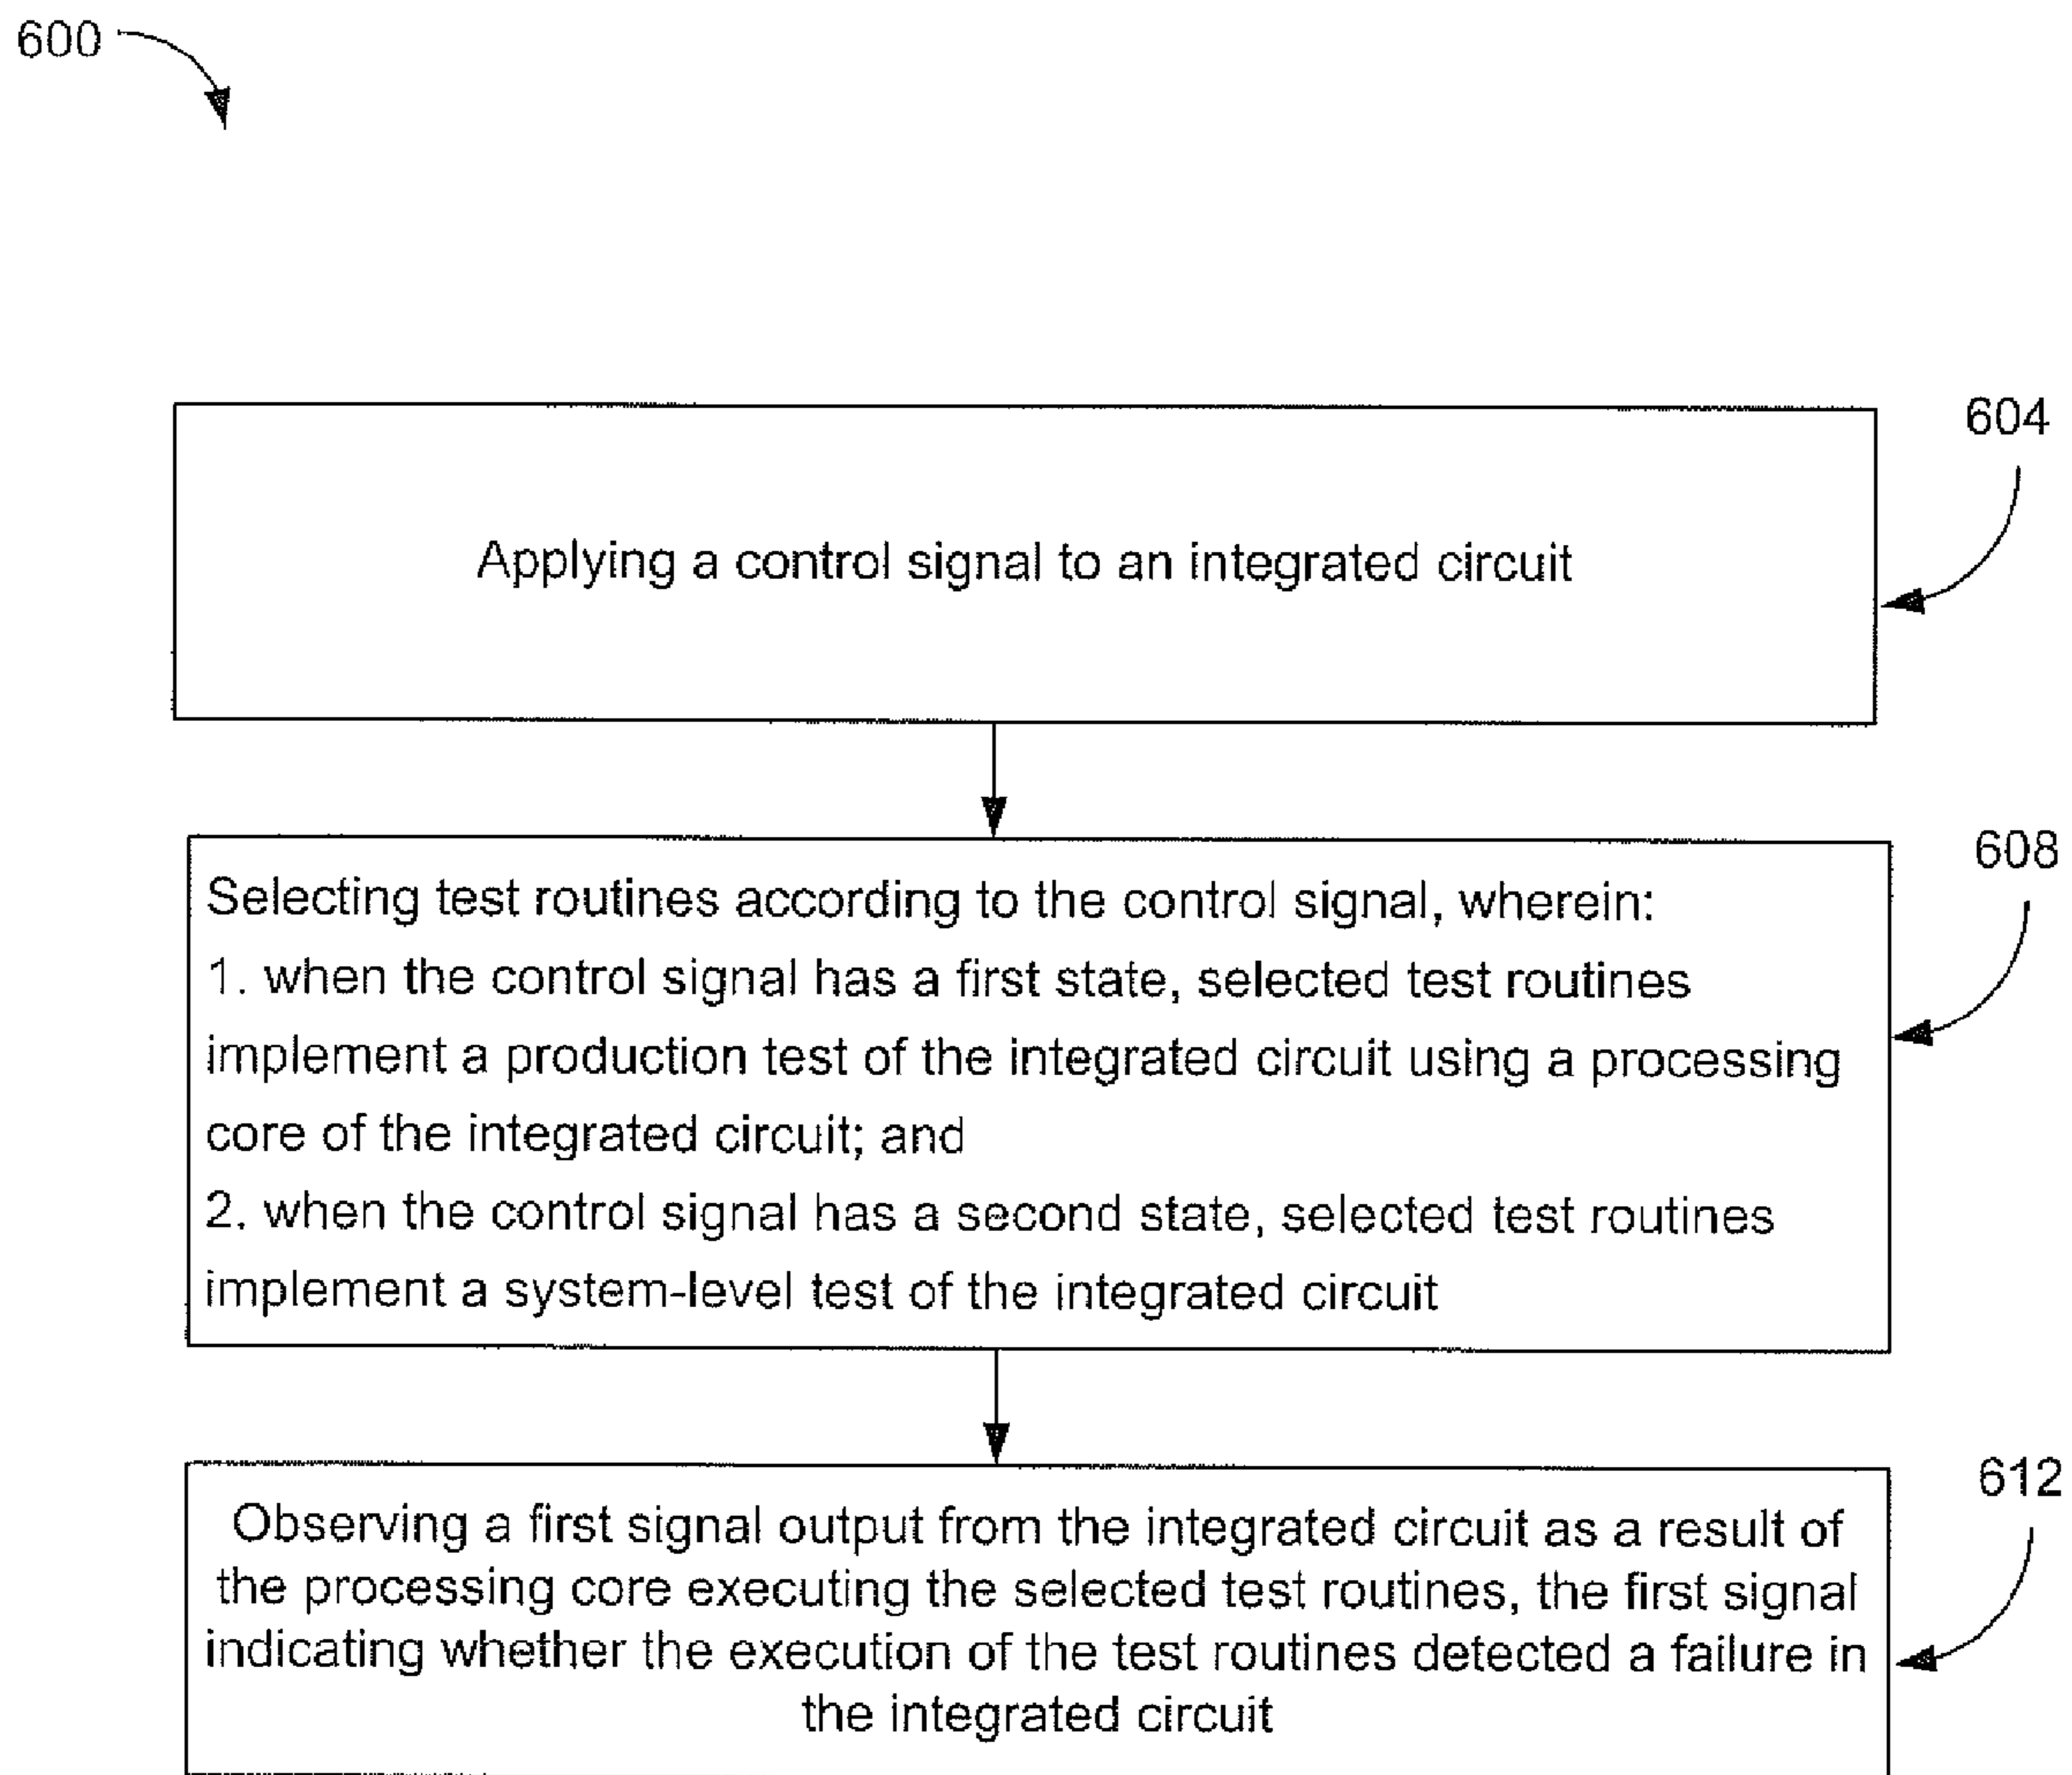 600
604
Applying a control signal to an integrated circuit
608
Selecting test routines according to the control signal, wherein:
1. when the control signal has a first state, selected test routines
implement a production test of the integrated circuit using a processing
core of the integrated circuit; and
2. when the control signal has a second state, selected test routines
implement a system-level test of the integrated circuit
612
Observing a first signal output from the integrated circuit as a result of
the processing core executing the selected test routines, the first signal
indicating whether the execution of the test routines detected a failure in
the integrated circuit